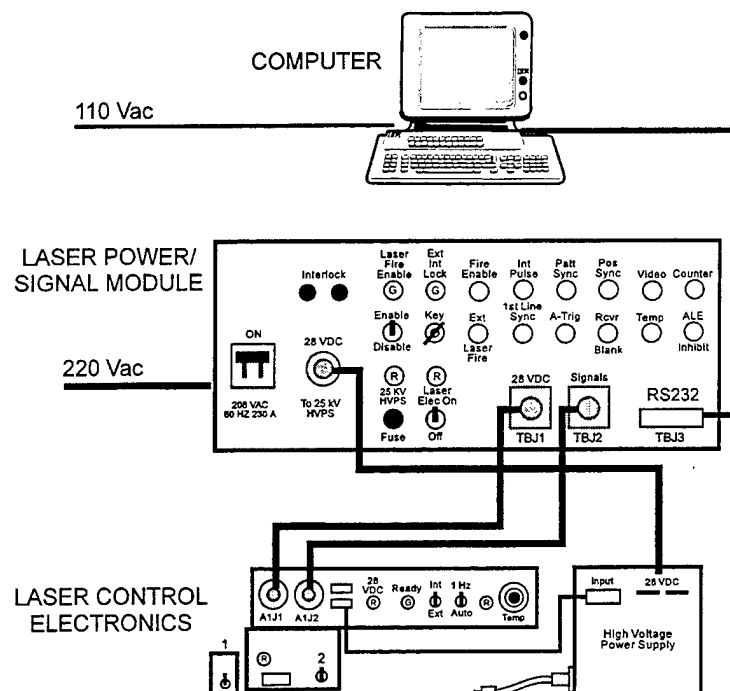 COMPUTER
110 Vac
LASER POWER/
SIGNAL MODULE
220 Vac
Interlock
Laser
Fire
Enable
G
Ext
Int
Lock
G
Fire
Enable
Int
Pulse
Patt
Sync
Pos
Sync
Video
Counter
Enable
Disable
Key
Ext
Laser
Fire
1st Line
Sync
A-Trig
Rcvr
Blank
Temp
ALE
Inhibit
ON
208 VAC
60 HZ 230 A
28 VDC
To 25 kV
HVPS
R
25 KV
HVPS
Fuse
R
Laser
Elec On
Off
28 VDC
TBJ1
Signals
TBJ2
RS232
TBJ3
LASER CONTROL
ELECTRONICS
A1J1
A1J2
28
VDC
R
Ready
G
Int
Ext
1 Hz
Auto
R
Temp
Input
28 VDC
High Voltage
Power Supply
1
R
2